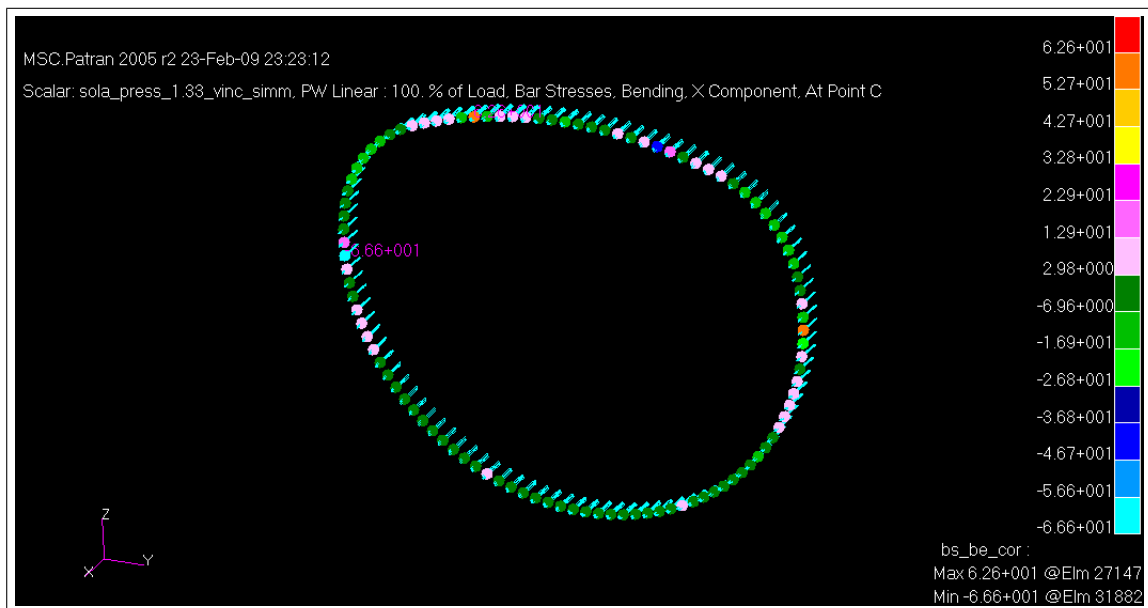 MSC.Patran 2005 r2 23-Feb-09 23:23:12
Scalar: sola_press_1.33_vinc_simm, PW Linear : 100. % of Load, Bar Stresses, Bending, X Component, At Point C
6.26+001
5.27+001
4.27+001
3.28+001
2.29+001
1.29+001
2.98+000
-6.96+000
-1.69+001
-2.68+001
-3.68+001
-4.67+001
-5.66+001
-6.66+001
.66+001
Z
Y
X
bs_be_cor :
Max 6.26+001 @Elm 27147
Min -6.66+001 @Elm 31882